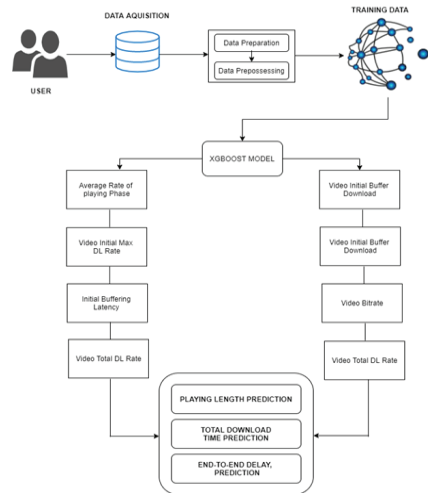 DATA AQUISITION
TRAINING DATA
Data Preparation
Data Prepossessing
USER
XGBOOST MODEL
Average Rate of
playing Phase
Video Initial Buffer
Download
Video Initial Max
DL Rate
Video Initial Buffer
Download
Initial Buffering
Latency
Video Bitrate
Video Total DL Rate
Video Total DL Rate
PLAYING LENGTH PREDICTION
TOTAL DOWNLOAD
TIME PREDICTION
END-TO-END DELAY,
PREDICTION